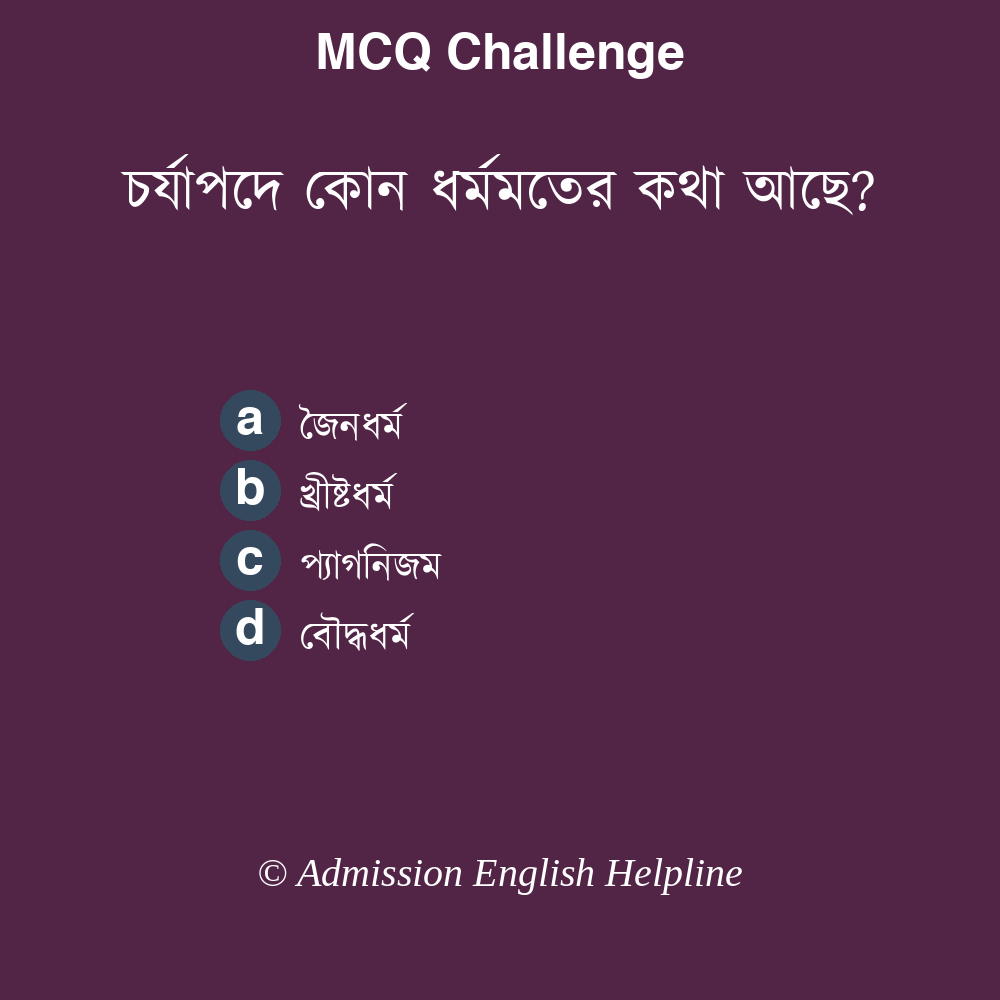 MCQ Challenge
চর্যাপদে কোন ধর্মমতের কথা আছে?
a জৈনধর্ম
b খ্রীষ্টধর্ম
c প্যাগনিজম
d বৌদ্ধধর্ম
© Admission English Helpline